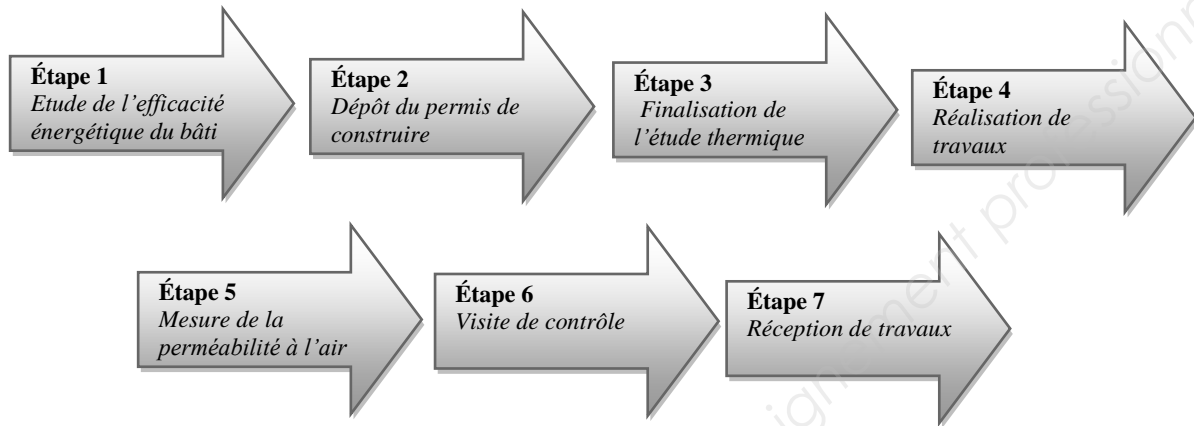 Étape 1
Etude de l'efficacité
énergétique du bâti
Étape 2
Dépôt du permis de
construire
Étape 3
Finalisation de
l'étude thermique
Étape 4
Réalisation de
travaux
Étape 5
Mesure de la
perméabilité à l'air
Étape 6
Visite de contrôle
Étape 7
Réception de travaux